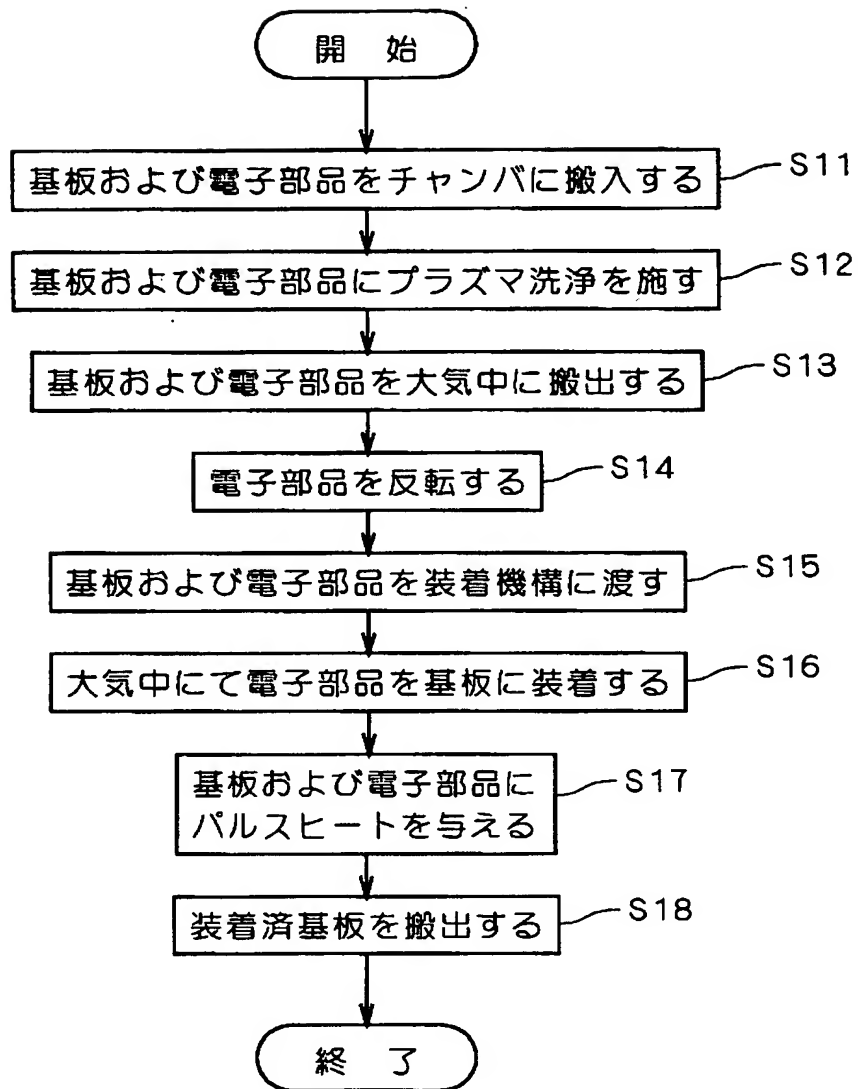 開 始
基板および電子部品をチャンバに搬入する S11
基板および電子部品にプラズマ洗浄を施す S12
基板および電子部品を大気中に搬出する S13
電子部品を反転する S14
基板および電子部品を装着機構に渡す S15
大気中にて電子部品を基板に装着する S16
基板および電子部品に S17
パルスヒートを与える
装着済基板を搬出する S18
終 了